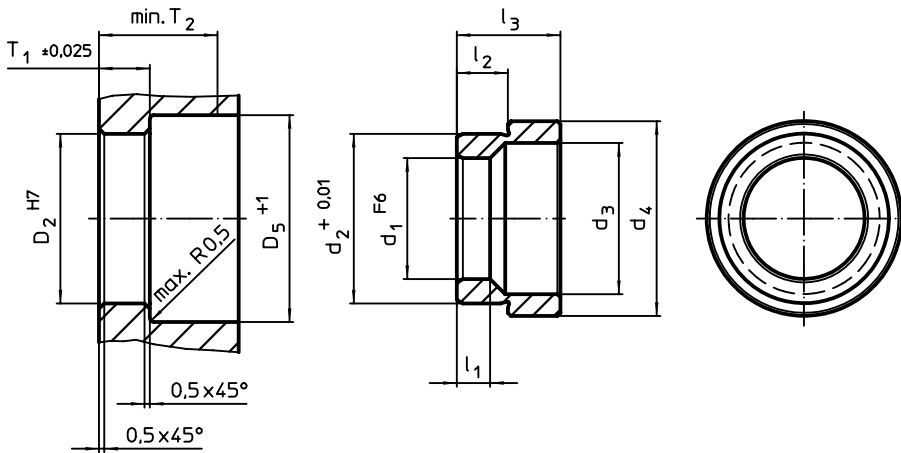 min. T2
T1 ±0,025
D2 H7
D5 +1
max. R0,5
0,5x45°
0,5x45°
l3
l2
d2 + 0,01
d1 F6
d3
d4
l1